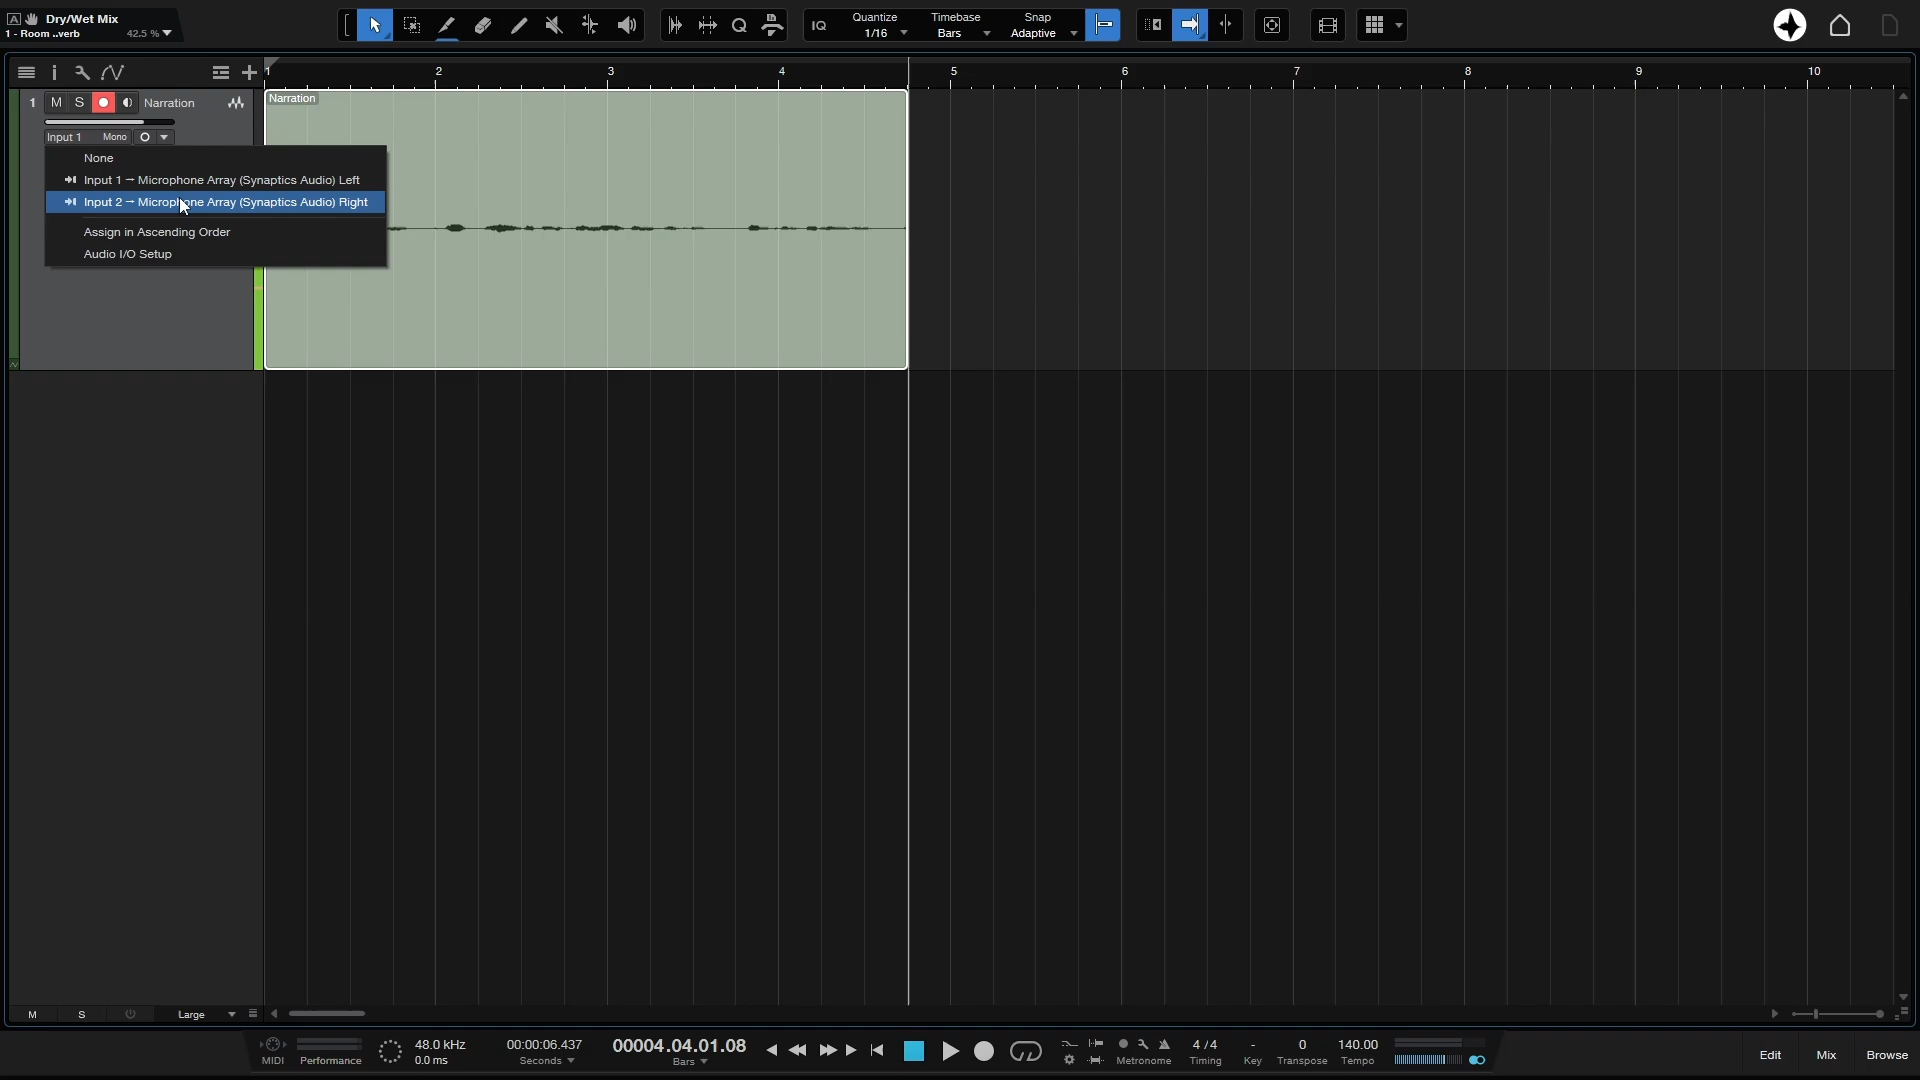 A Dry/Wet Mix
1 - Room ..verb 42.5 %
IQ Quantize Timebase Snap
1/16 Bars Adaptive
1 2 3 4 5 6 7 8 9 10
1 M S Narration
Narration
Input 1 Mono
None
Input 1 → Microphone Array (Synaptics Audio) Left
Input 2 → Microphone Array (Synaptics Audio) Right
Assign in Ascending Order
Audio I/O Setup
M S Large
48.0 kHz 00:00:06.437 00004.04.01.08 4 / 4 - 0 140.00
MIDI Performance 0.0 ms Seconds Bars Metronome Timing Key Transpose Tempo
Edit Mix Browse